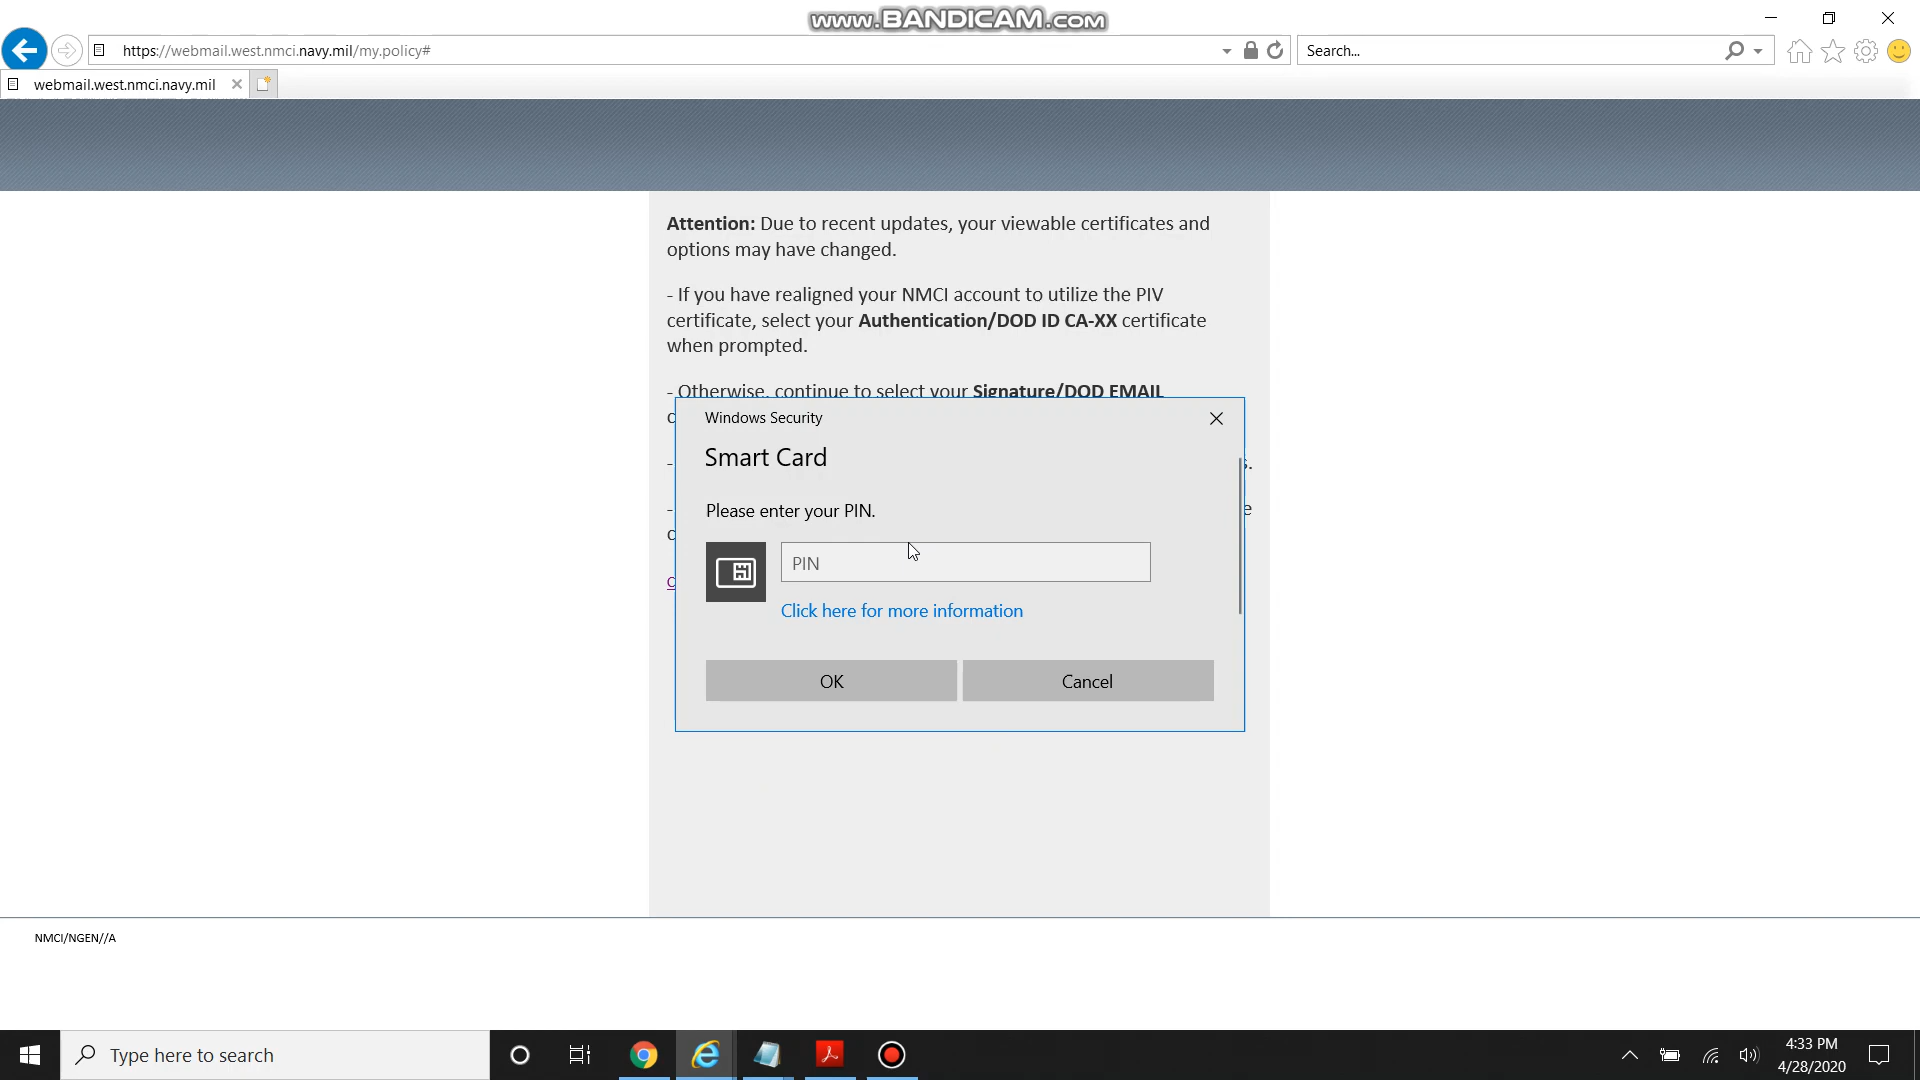 www.BANDICAM.com
https://webmail.west.nmci.navy.mil/my.policy#
Search...
webmail.west.nmci.navy.mil
Attention: Due to recent updates, your viewable certificates and
options may have changed.
- If you have realigned your NMCI account to utilize the PIV
certificate, select your Authentication/DOD ID CA-XX certificate
when prompted.
- Otherwise, continue to select your Signature/DOD EMAIL
Windows Security
Smart Card
Please enter your PIN.
PIN
Click here for more information
OK
Cancel
NMCI/NGEN//A
Type here to search
4:33 PM
4/28/2020